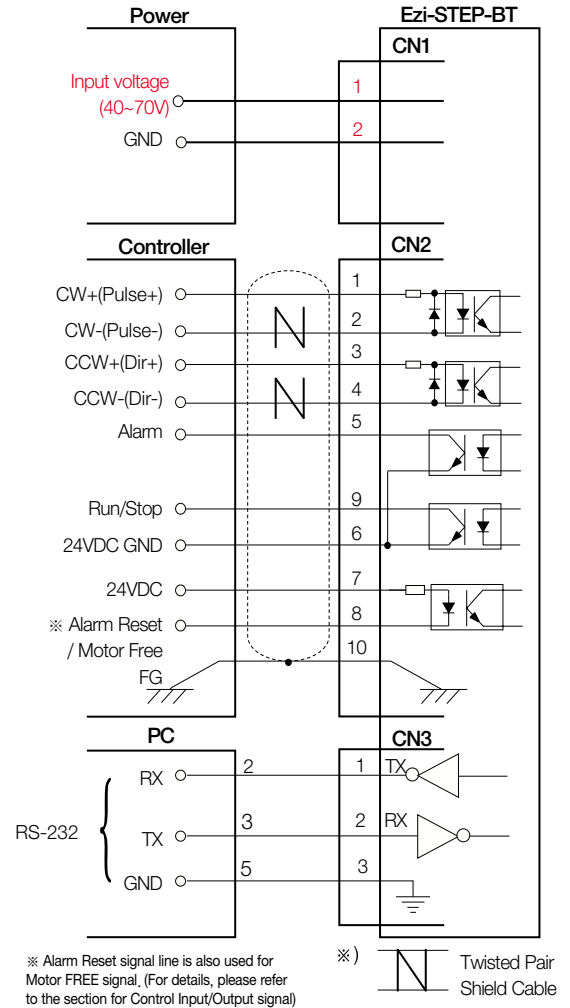 Power
Ezi-STEP-BT
CN1
Input voltage
(40~70V)
1
GND
2
Controller
CN2
CW+(Pulse+)
1
CW-(Pulse-)
2
CCW+(Dir+)
3
CCW-(Dir-)
4
Alarm
5
Run/Stop
9
24VDC GND
6
24VDC
7
※ Alarm Reset
8
/ Motor Free
10
FG
PC
CN3
RX
2
1
TX
RS-232
TX
3
2
RX
GND
5
3
※ Alarm Reset signal line is also used for
Motor FREE signal. (For details, please refer
to the section for Control Input/Output signal)
※)
Twisted Pair
Shield Cable